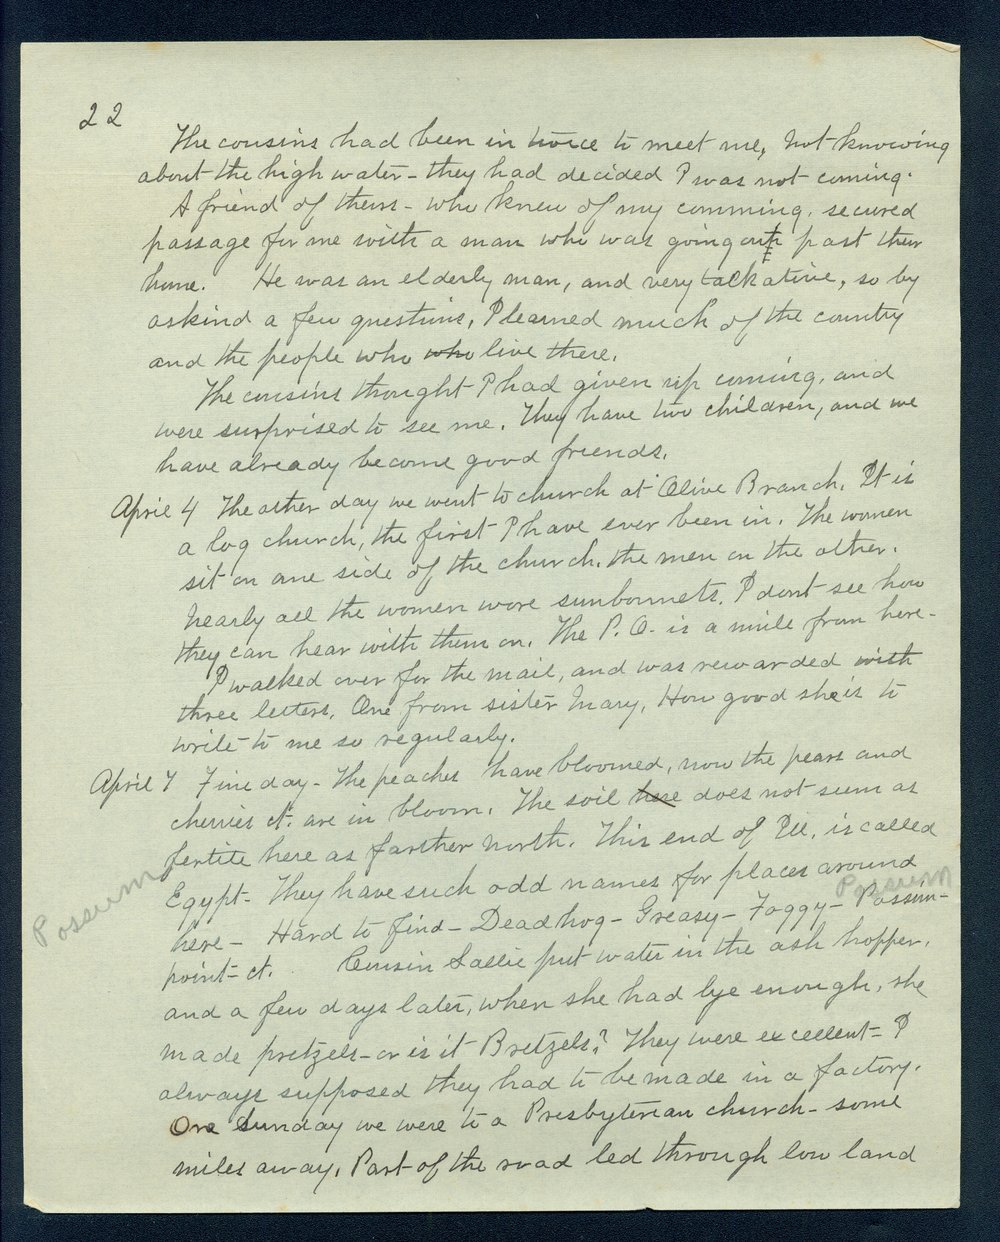 22
The cousins had been in twice to meet me, not knowing
about the high water - they had decided I was not coming.
A friend of theirs - who knew of my comming, secured
passage for me with a man who was going out past their
home. He was an elderly man, and very talkative, so by
askind a few questions, I learned much of the country
and the people who who live there.
The cousins thought I had given up coming, and
were surprised to see me. They have two children, and we
have already become good friends.
April 4 The other day we went to church at Olive Branch. It is
a log church, the first I have ever been in. The women
sit on one side of the church, the men on the other.
Nearly all the women wore sunbonnets. I dont see how
they can hear with them on. The P.O. is a mile from here -
I walked over for the mail, and was rewarded with
three letters, One from sister Mary, How good she is to
write to me so regularly.
April 7 Fine day - The peaches have bloomed, now the pears and
cherries ct. are in bloom. The soil here does not seem as
fertile here as farther north. This end of Ill. is called
Egypt - They have such odd names for places around
Possum
Possum
here - Hard to find - Dead hog - Greasy - Foggy - Possum -
point - ct. Cousin Sallie put water in the ash hopper,
and a few days later, when she had lye enough, she
made pretzels - or is it Bretzels? They were excellent - I
always supposed they had to be made in a factory.
One Sunday we were to a Presbyterian church - some
miles away. Part of the road led through low land